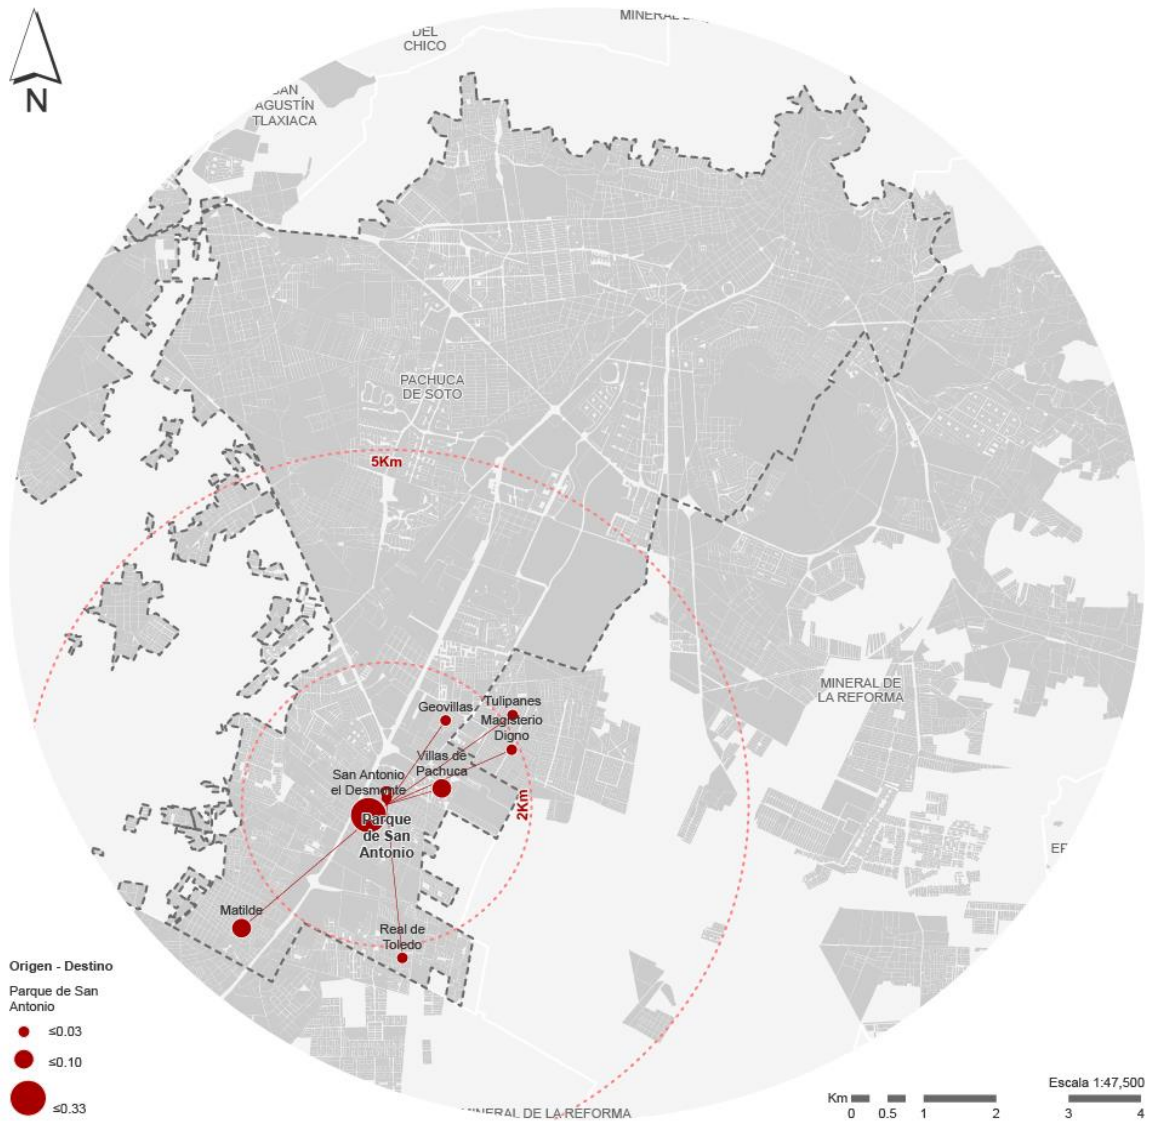 MINERAL
DEL
CHICO
SAN
AGUSTÍN
TLAXIACA
N
PACHUCA
DE SOTO
5Km
MINERAL DE
LA REFORMA
Tulipanes
Geovillas
Magisterio
Digno
Villas de
Pachuca
San Antonio
el Desmonte
2Km
Parque
de San
Antonio
EP
Matilde
Real de
Toledo
Origen - Destino
Parque de San
Antonio
≤0.03
≤0.10
≤0.33
MINERAL DE LA REFORMA
Escala 1:47,500
Km
0 0.5 1 2 3 4